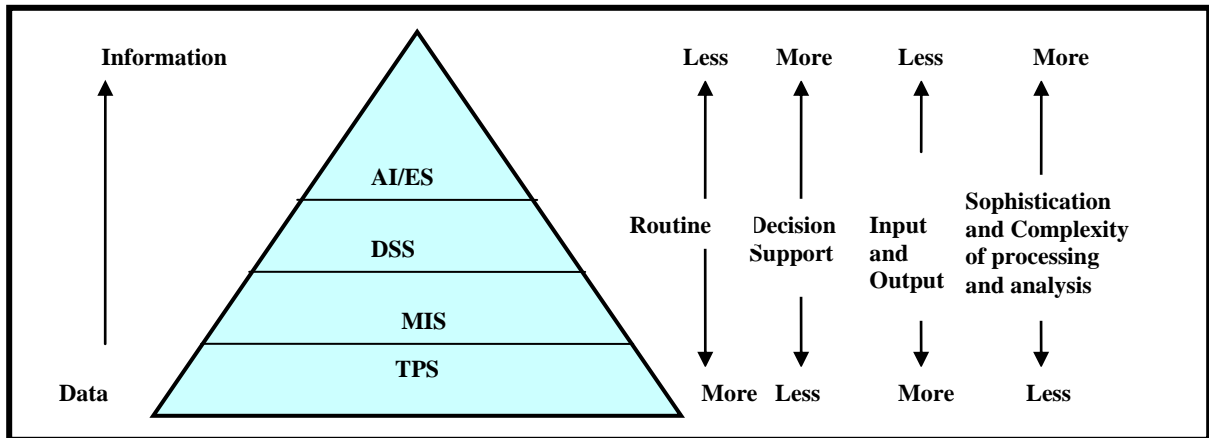 Information
Less
More
Less
More
AI/ES
DSS
MIS
TPS
Routine
Decision
Support
Input
and
Output
Sophistication
and Complexity
of processing
and analysis
Data
More
Less
More
Less